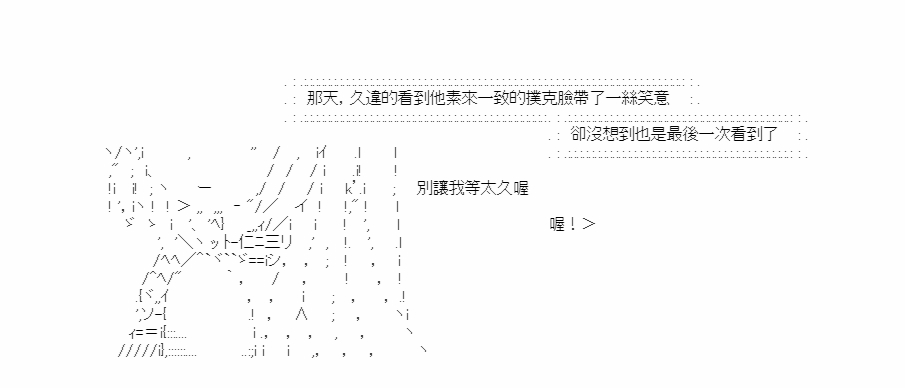 那天，久違的看到他素來一致的撲克臉帶了一絲笑意
卻沒想到也是最後一次看到了
別讓我等太久喔
喔！＞